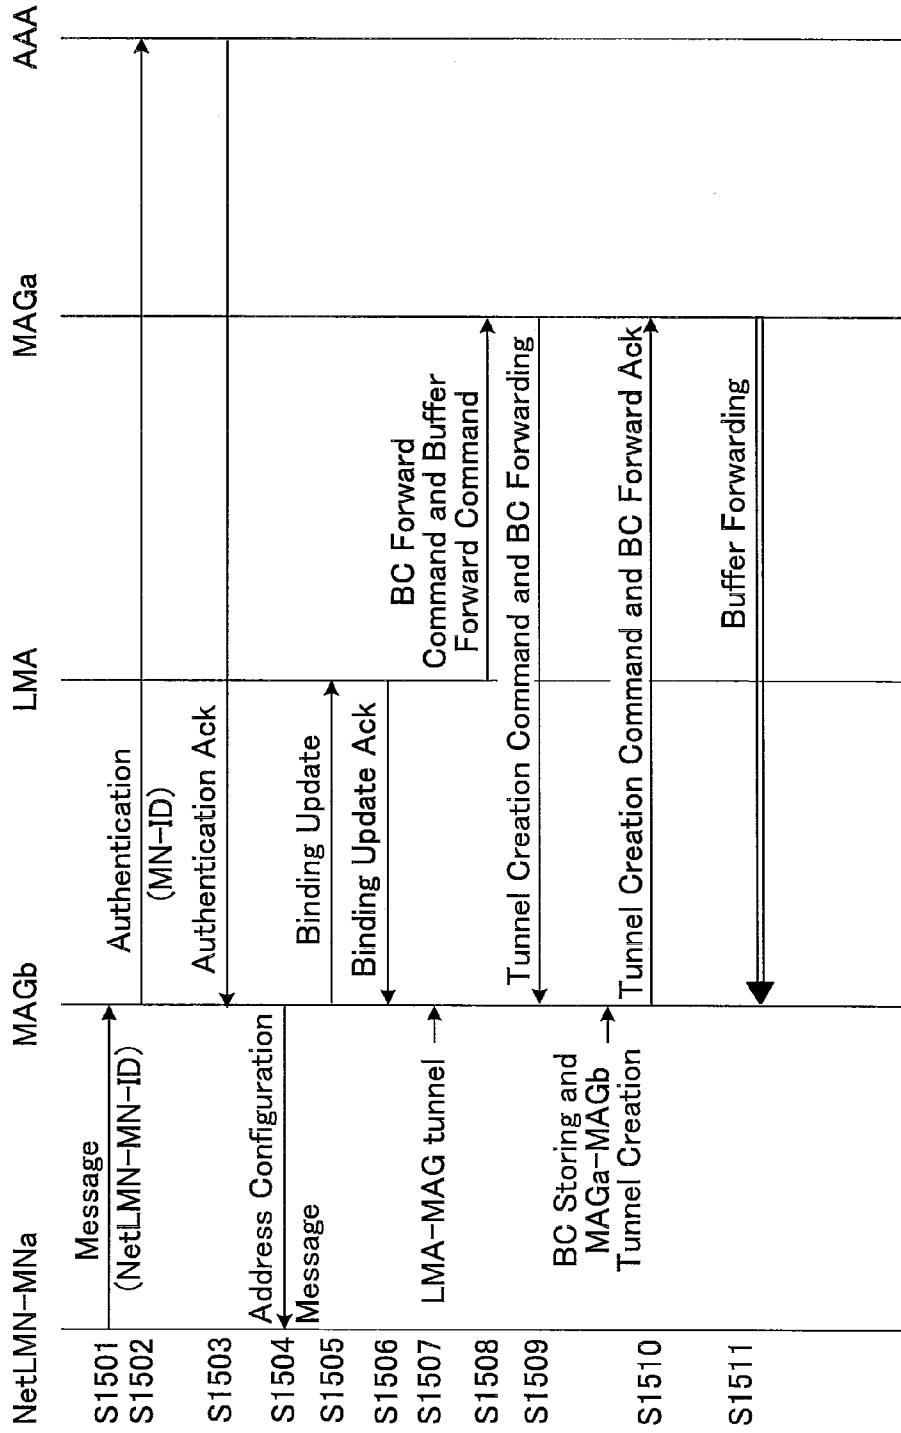 NetLMN-MNa
MAGb
LMA
MAGa
AAA
S1501
Message
(NetLMN-MN-ID)
S1502
Authentication
(MN-ID)
S1503
Authentication Ack
S1504
Address Configuration
Message
S1505
Binding Update
S1506
Binding Update Ack
S1507
LMA-MAG tunnel
S1508
BC Forward
Command and Buffer
Forward Command
S1509
Tunnel Creation Command and BC Forwarding
BC Storing and
MAGa-MAGb
Tunnel Creation
S1510
Tunnel Creation Command and BC Forward Ack
S1511
Buffer Forwarding